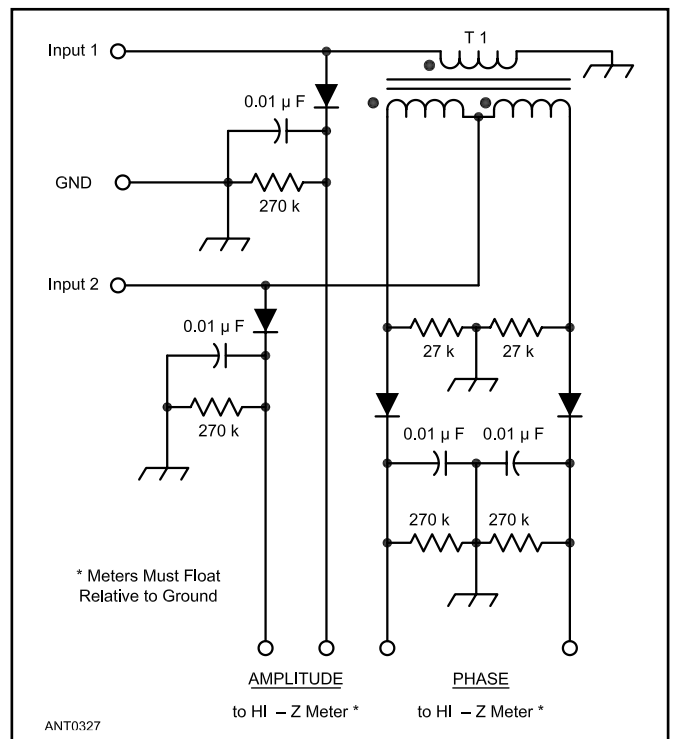 Input 1
T 1
0.01 µ F
GND
270 k
Input 2
0.01 µ F
27 k 27 k
270 k
0.01 µ F 0.01 µ F
270 k 270 k
* Meters Must Float
Relative to Ground
AMPLITUDE PHASE
to HI – Z Meter * to HI – Z Meter *
ANT0327